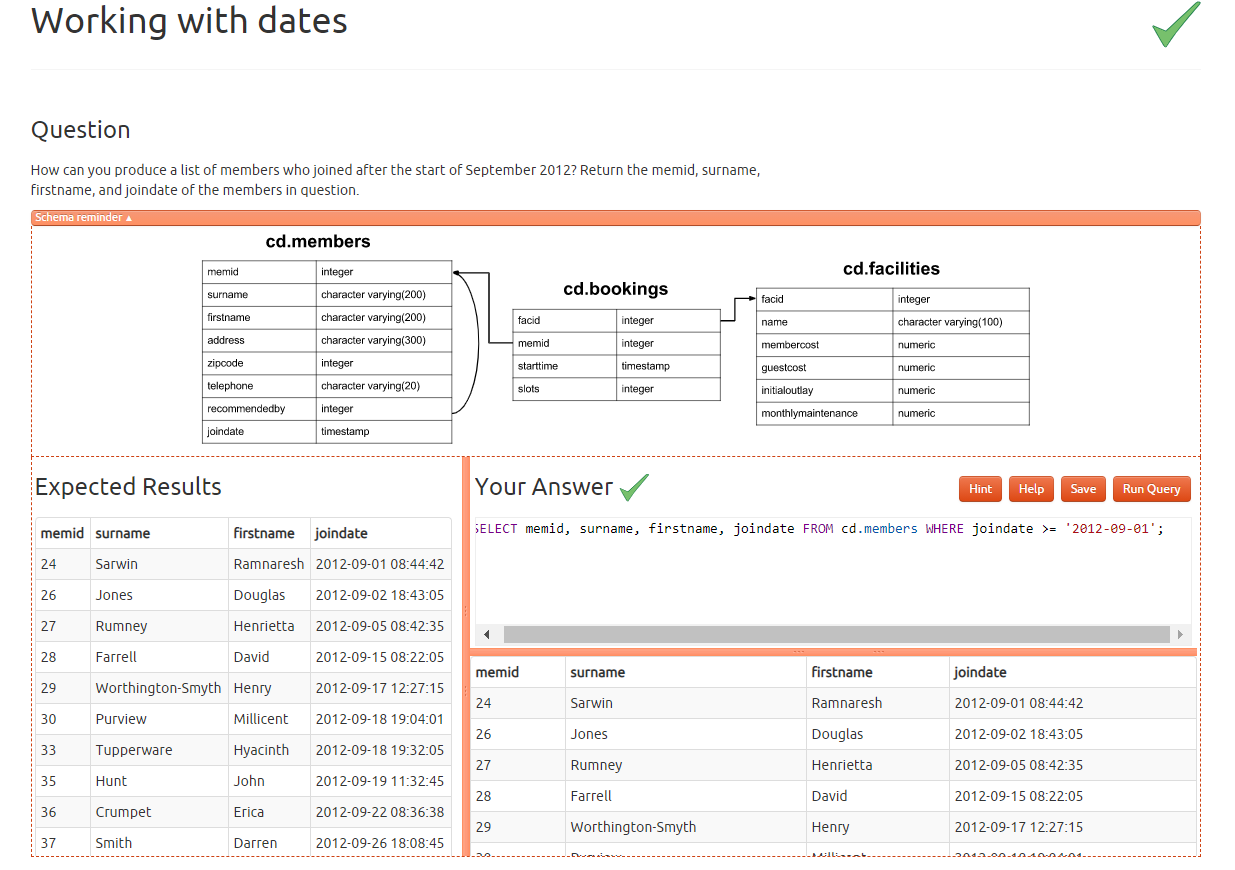 Working with dates
Question
How can you produce a list of members who joined after the start of September 2012? Return the memid, surname,
firstname, and joindate of the members in question.
Schema reminder ▲
cd.members
memid integer
surname character varying(200)
firstname character varying(200)
address character varying(300)
zipcode integer
telephone character varying(20)
recommendedby integer
joindate timestamp
cd.bookings
facid integer
memid integer
starttime timestamp
slots integer
cd.facilities
facid integer
name character varying(100)
membercost numeric
guestcost numeric
initialoutlay numeric
monthlymaintenance numeric
Expected Results
memid surname firstname joindate
24 Sarwin Ramnaresh 2012-09-01 08:44:42
26 Jones Douglas 2012-09-02 18:43:05
27 Rumney Henrietta 2012-09-05 08:42:35
28 Farrell David 2012-09-15 08:22:05
29 Worthington-Smyth Henry 2012-09-17 12:27:15
30 Purview Millicent 2012-09-18 19:04:01
33 Tupperware Hyacinth 2012-09-18 19:32:05
35 Hunt John 2012-09-19 11:32:45
36 Crumpet Erica 2012-09-22 08:36:38
37 Smith Darren 2012-09-26 18:08:45
Your Answer
Hint Help Save Run Query
SELECT memid, surname, firstname, joindate FROM cd.members WHERE joindate >= '2012-09-01';
memid surname firstname joindate
24 Sarwin Ramnaresh 2012-09-01 08:44:42
26 Jones Douglas 2012-09-02 18:43:05
27 Rumney Henrietta 2012-09-05 08:42:35
28 Farrell David 2012-09-15 08:22:05
29 Worthington-Smyth Henry 2012-09-17 12:27:15
30 Purview Millicent 2012-09-18 19:04:01